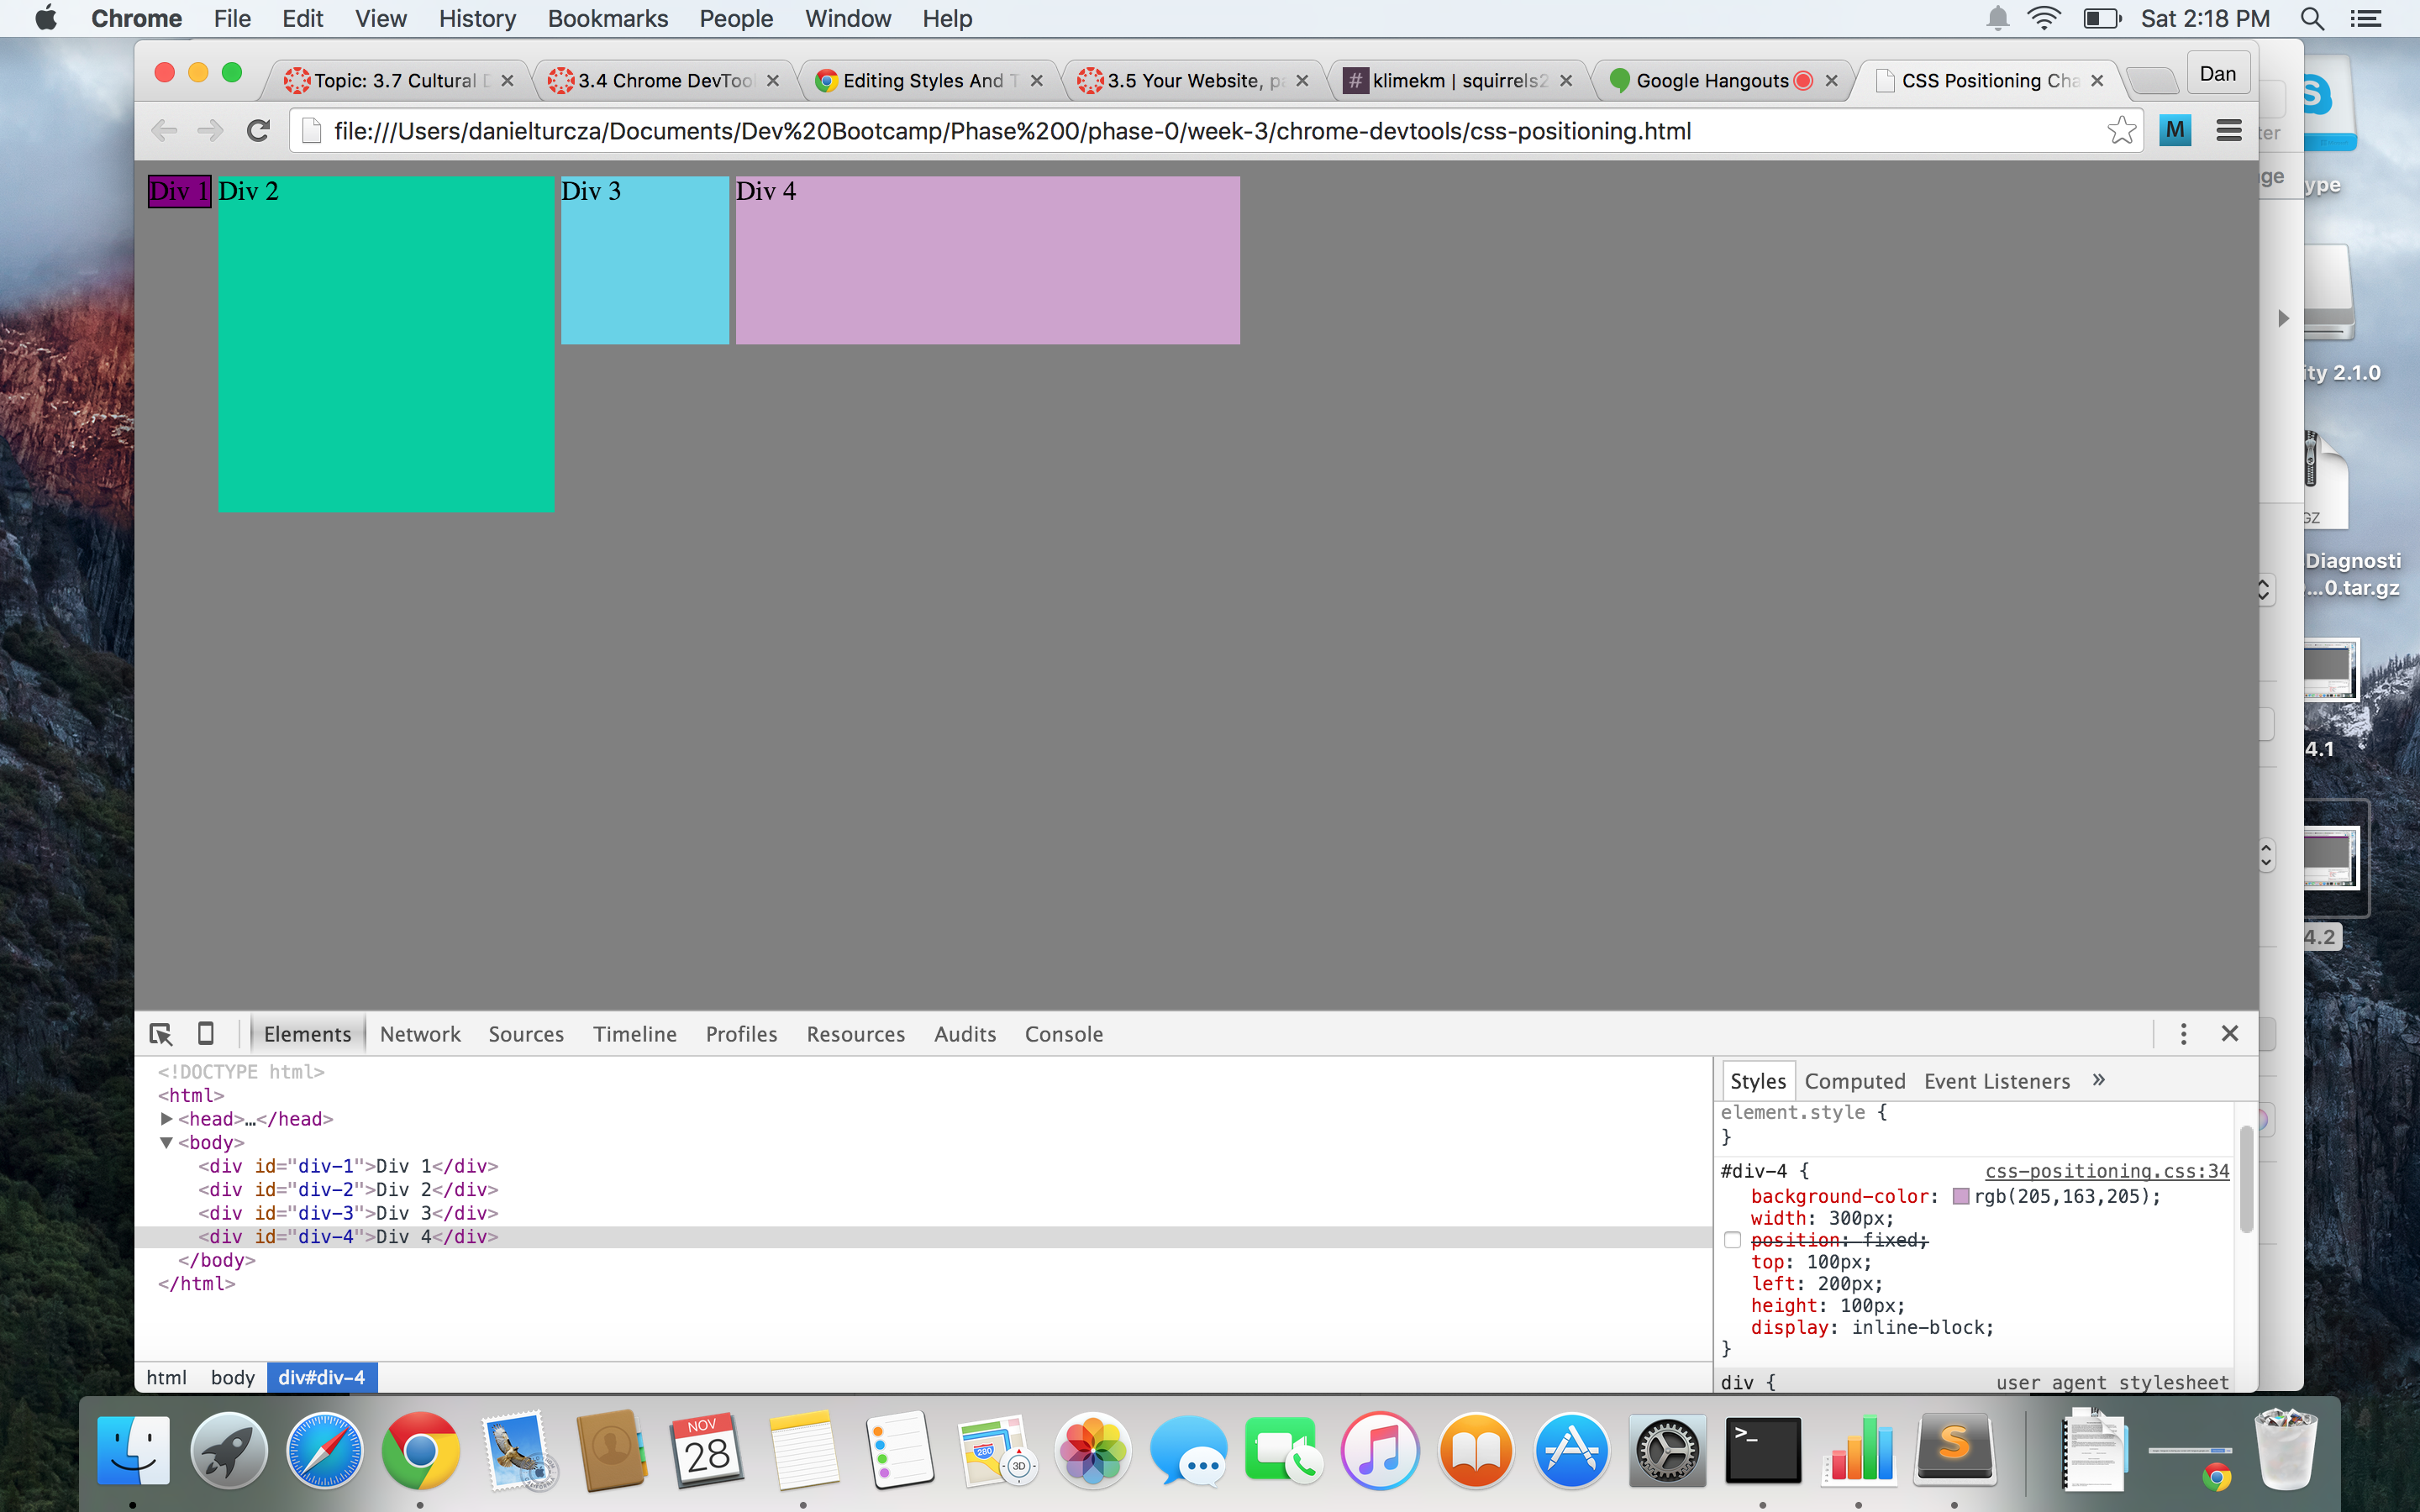 Chrome File Edit View History Bookmarks People Window Help Sat 2:18 PM
Topic: 3.7 Cultural D 3.4 Chrome DevToo Editing Styles And T 3.5 Your Website, pa klimekm | squirrels2 Google Hangouts CSS Positioning Cha Dan
file:///Users/danielturcza/Documents/Dev%20Bootcamp/Phase%200/phase-0/week-3/chrome-devtools/css-positioning.html M
ter
ge
ype
Div 1 Div 2 Div 3 Div 4
ity 2.1.0
GZ
Diagnosti
...0.tar.gz
4.1
4.2
Elements Network Sources Timeline Profiles Resources Audits Console
<!DOCTYPE html>
<html>
<head>…</head>
<body>
<div id="div-1">Div 1</div>
<div id="div-2">Div 2</div>
<div id="div-3">Div 3</div>
<div id="div-4">Div 4</div>
</body>
</html>
html body div#div-4
Styles Computed Event Listeners »
element.style {
}
#div-4 { css-positioning.css:34
background-color: rgb(205,163,205);
width: 300px;
position: fixed;
top: 100px;
left: 200px;
height: 100px;
display: inline-block;
}
div { user agent stylesheet
NOV
28
280
3D
>_
S